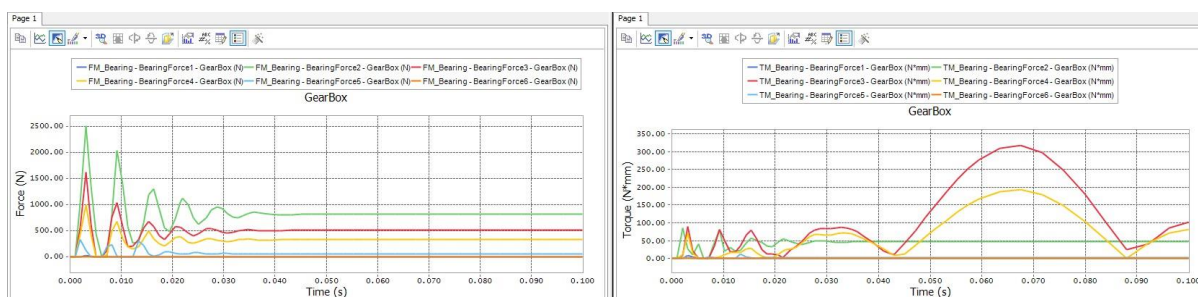 Page 1
FM_Bearing - BearingForce1 - GearBox (N)
FM_Bearing - BearingForce2 - GearBox (N)
FM_Bearing - BearingForce3 - GearBox (N)
FM_Bearing - BearingForce4 - GearBox (N)
FM_Bearing - BearingForce5 - GearBox (N)
FM_Bearing - BearingForce6 - GearBox (N)
GearBox
Force (N)
2500.00
2000.00
1500.00
1000.00
500.00
0.00
0.000 0.010 0.020 0.030 0.040 0.050 0.060 0.070 0.080 0.090 0.100
Time (s)
Page 1
TM_Bearing - BearingForce1 - GearBox (N*mm)
TM_Bearing - BearingForce2 - GearBox (N*mm)
TM_Bearing - BearingForce3 - GearBox (N*mm)
TM_Bearing - BearingForce4 - GearBox (N*mm)
TM_Bearing - BearingForce5 - GearBox (N*mm)
TM_Bearing - BearingForce6 - GearBox (N*mm)
GearBox
Torque (N*mm)
350.00
300.00
250.00
200.00
150.00
100.00
50.00
0.00
0.000 0.010 0.020 0.030 0.040 0.050 0.060 0.070 0.080 0.090 0.100
Time (s)